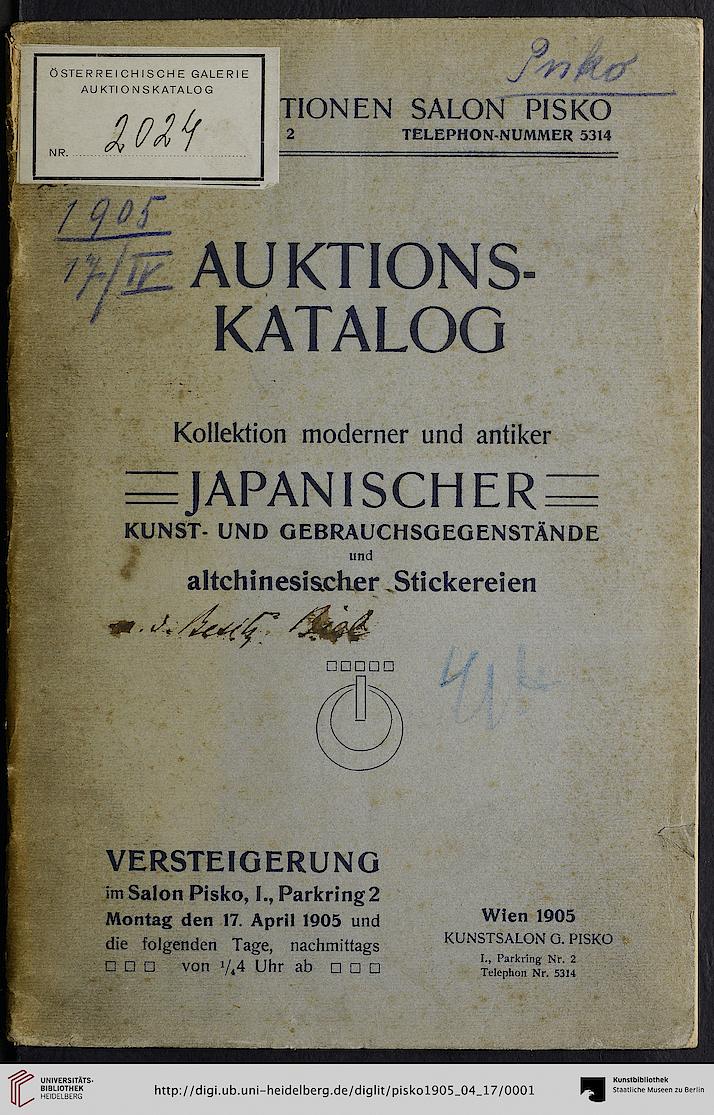 ÖSTERREICHISCHE GALERIE
AUKTIONSKATALOG
NR. 2024
Pisko
TIONEN SALON PISKO
2 TELEPHON-NUMMER 5314
1905
17/IV
AUKTIONS-
KATALOG
Kollektion moderner und antiker
JAPANISCHER
KUNST- UND GEBRAUCHSGEGENSTÄNDE
und
altchinesischer Stickereien
a. d. Besitz
VERSTEIGERUNG
im Salon Pisko, I., Parkring 2
Montag den 17. April 1905 und
die folgenden Tage, nachmittags
von ¼4 Uhr ab
Wien 1905
KUNSTSALON G. PISKO
I., Parkring Nr. 2
Telephon Nr. 5314
UNIVERSITÄTS-
BIBLIOTHEK
HEIDELBERG
http://digi.ub.uni-heidelberg.de/diglit/pisko1905_04_17/0001
Kunstbibliothek
Staatliche Museen zu Berlin